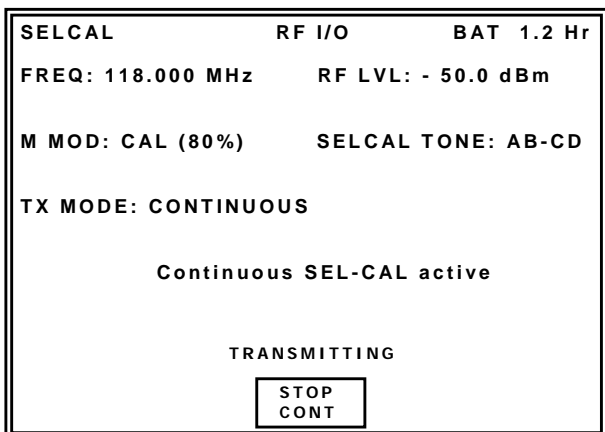 SELCAL RF I/O BAT 1.2 Hr
FREQ: 118.000 MHz RF LVL: - 50.0 dBm
M MOD: CAL (80%) SELCAL TONE: AB-CD
TX MODE: CONTINUOUS
Continuous SEL-CAL active
TRANSMITTING
STOP
CONT